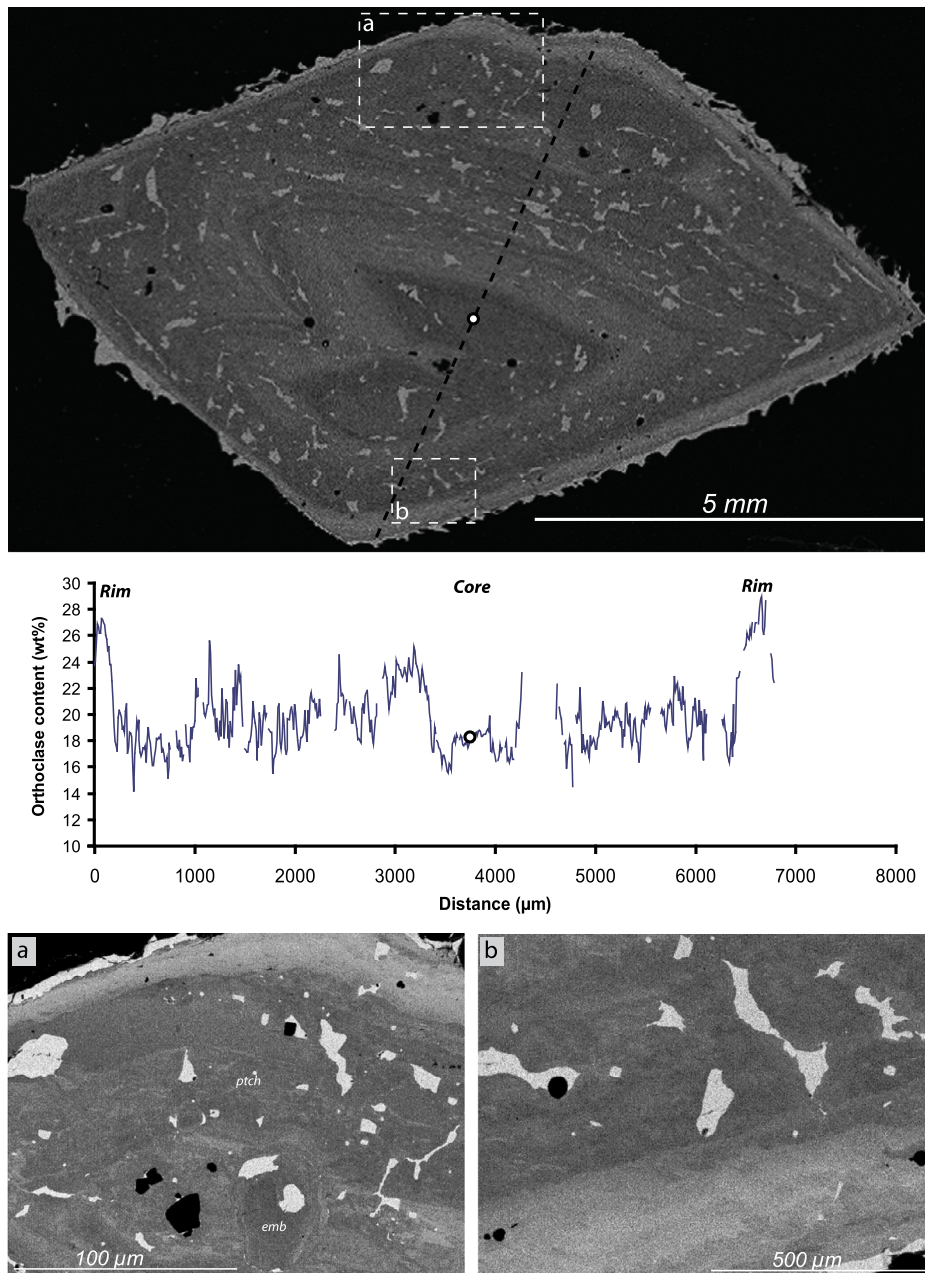 a
b
5 mm
30
28
26
24
22
20
18
16
14
12
10
Rim
Core
Rim
Orthoclase content (wt%)
0 1000 2000 3000 4000 5000 6000 7000 8000
Distance (µm)
a
ptch
emb
100 µm
b
500 µm